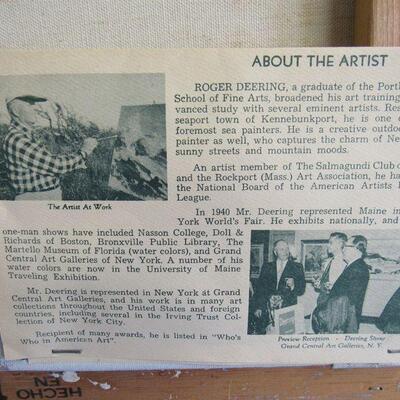 ABOUT THE ARTIST
ROGER DEERING, a graduate of the Portl
School of Fine Arts, broadened his art training
vanced study with several eminent artists. Res
seaport town of Kennebunkport, he is one o
foremost sea painters. He is a creative outdoo
painter as well, who captures the charm of Ne
sunny streets and mountain moods.
An artist member of The Salmagundi Club o
and the Rockport (Mass.) Art Association, he ha
the National Board of the American Artists P
League.
The Artist At Work
In 1940 Mr. Deering represented Maine in
York World's Fair. He exhibits nationally, and
one-man shows have included Nasson College, Doll &
Richards of Boston, Bronxville Public Library, The
Martello Museum of Florida (water colors), and Grand
Central Art Galleries of New York. A number of his
water colors are now in the University of Maine
Traveling Exhibition.
Mr. Deering is represented in New York at Grand
Central Art Galleries, and his work is in many art
collections throughout the United States and foreign
countries, including several in the Irving Trust Col-
lection of New York City.
Recipient of many awards, he is listed in "Who's
Who in American Art".
Preview Reception - Deering Show
Grand Central Art Galleries, N. Y.
HECHO
EN